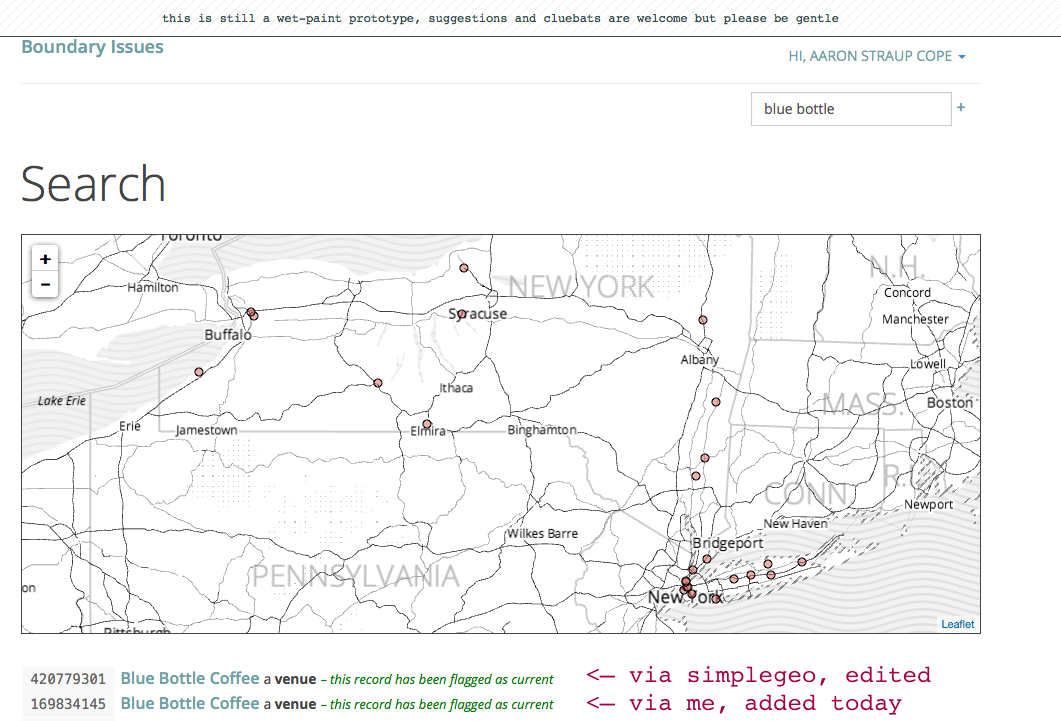 this is still a wet-paint prototype, suggestions and cluebats are welcome but please be gentle
Boundary Issues
HI, AARON STRAUP COPE
blue bottle +
Search
+
−
Toronto
Hamilton
NEW YORK
N.H.
Concord
Manchester
Syracuse
Buffalo
Albany
Lowell
Ithaca
Lake Erie
MASS.
Boston
Erie
Jamestown
Elmira
Binghamton
R.I.
CONN.
Newport
New Haven
Wilkes Barre
Bridgeport
PENNSYLVANIA
on
New York
Leaflet
Pittsburgh
420779301 Blue Bottle Coffee a venue – this record has been flagged as current <— via simplegeo, edited
169834145 Blue Bottle Coffee a venue – this record has been flagged as current <— via me, added today